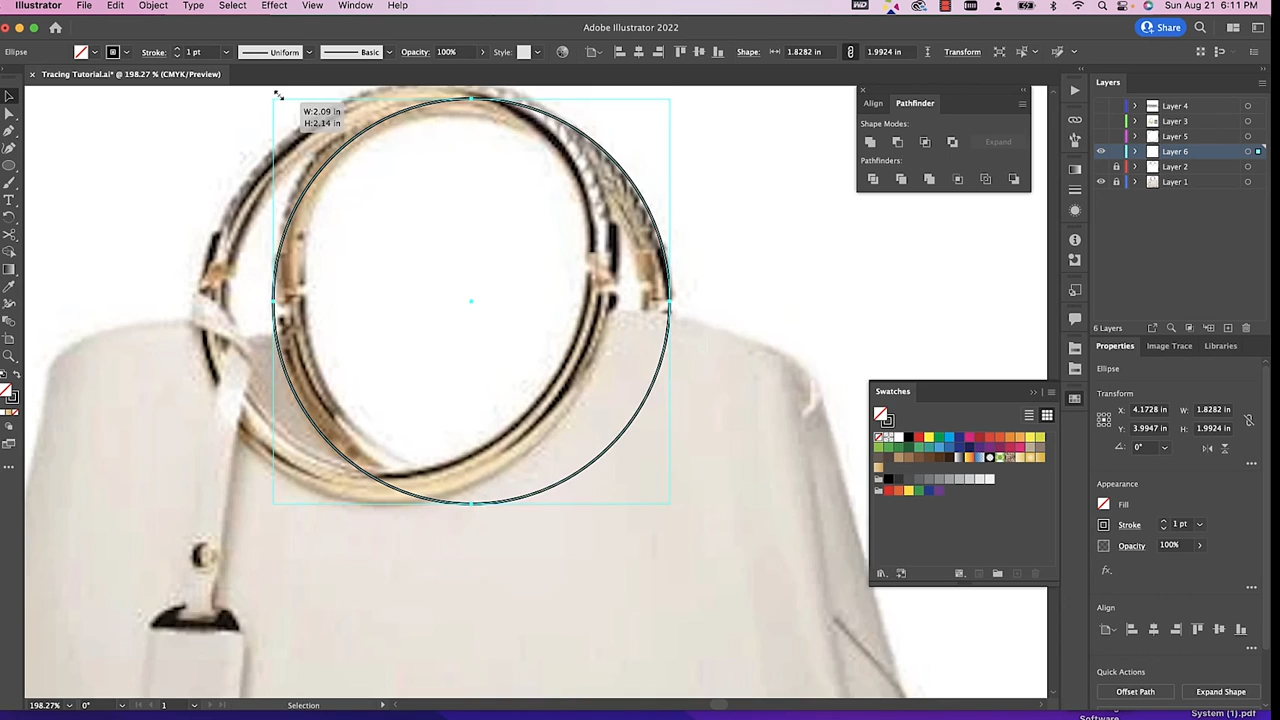 Illustrator File Edit Object Type Select Effect View Window Help
Sun Aug 21 6:11 PM
Adobe Illustrator 2022
Share
Ellipse Stroke: 1 pt Uniform Basic Opacity: 100% Style: Shape: 1.8282 in 1.9924 in Transform
Tracing Tutorial.ai* @ 198.27 % (CMYK/Preview)
Layers
Layer 4
Layer 3
Layer 5
Layer 6
Layer 2
Layer 1
Align Pathfinder
Shape Modes:
Expand
Pathfinders:
W:2.09 in
H:2.14 in
6 Layers
Properties Image Trace Libraries
Ellipse
Transform
X: 4.1728 in W: 1.8282 in
Y: 3.9947 in H: 1.9924 in
0°
Swatches
Appearance
Fill
Stroke 1 pt
Opacity 100%
fx.
Align
Quick Actions
Offset Path Expand Shape
198.27% 0° 1 Selection
System (1).pdf
Software